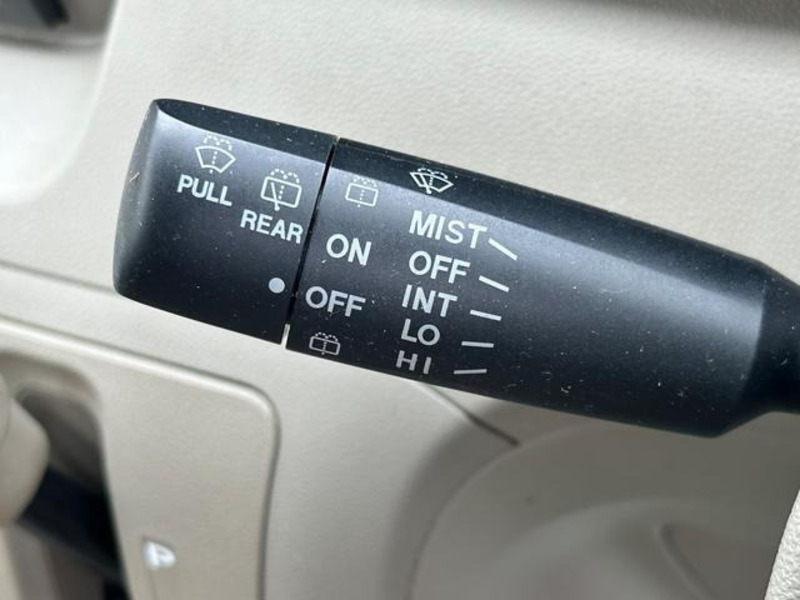 PULL
REAR
ON
OFF
MIST
OFF
INT
LO
HI
P